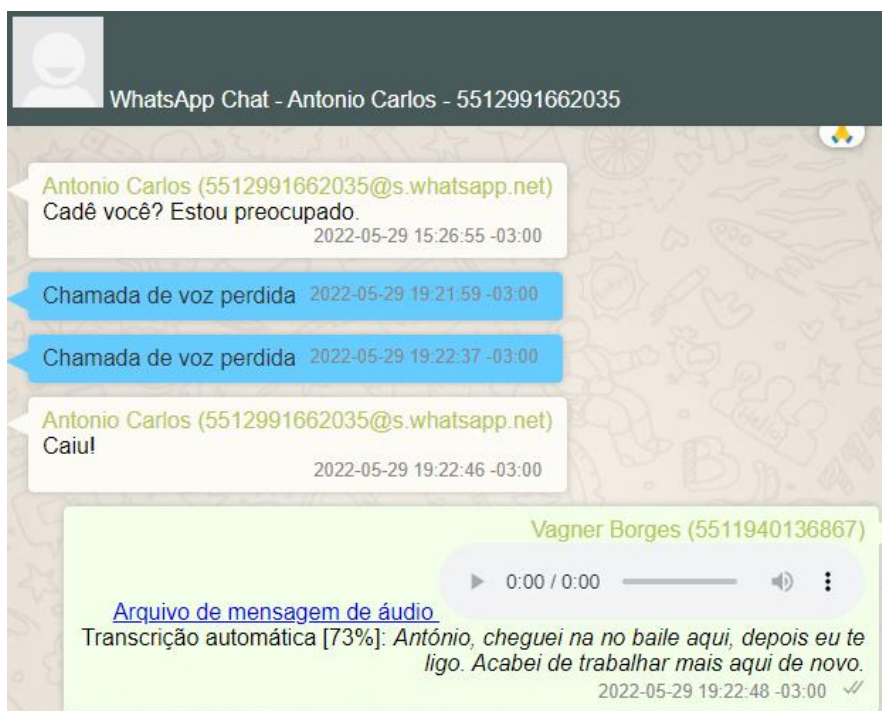 WhatsApp Chat - Antonio Carlos - 5512991662035
Antonio Carlos (5512991662035@s.whatsapp.net)
Cadê você? Estou preocupado.
2022-05-29 15:26:55 -03:00
Chamada de voz perdida 2022-05-29 19:21:59 -03:00
Chamada de voz perdida 2022-05-29 19:22:37 -03:00
Antonio Carlos (5512991662035@s.whatsapp.net)
Caiu!
2022-05-29 19:22:46 -03:00
Vagner Borges (5511940136867)
0:00 / 0:00
Arquivo de mensagem de áudio
Transcrição automática [73%]: António, cheguei na no baile aqui, depois eu te
ligo. Acabei de trabalhar mais aqui de novo.
2022-05-29 19:22:48 -03:00